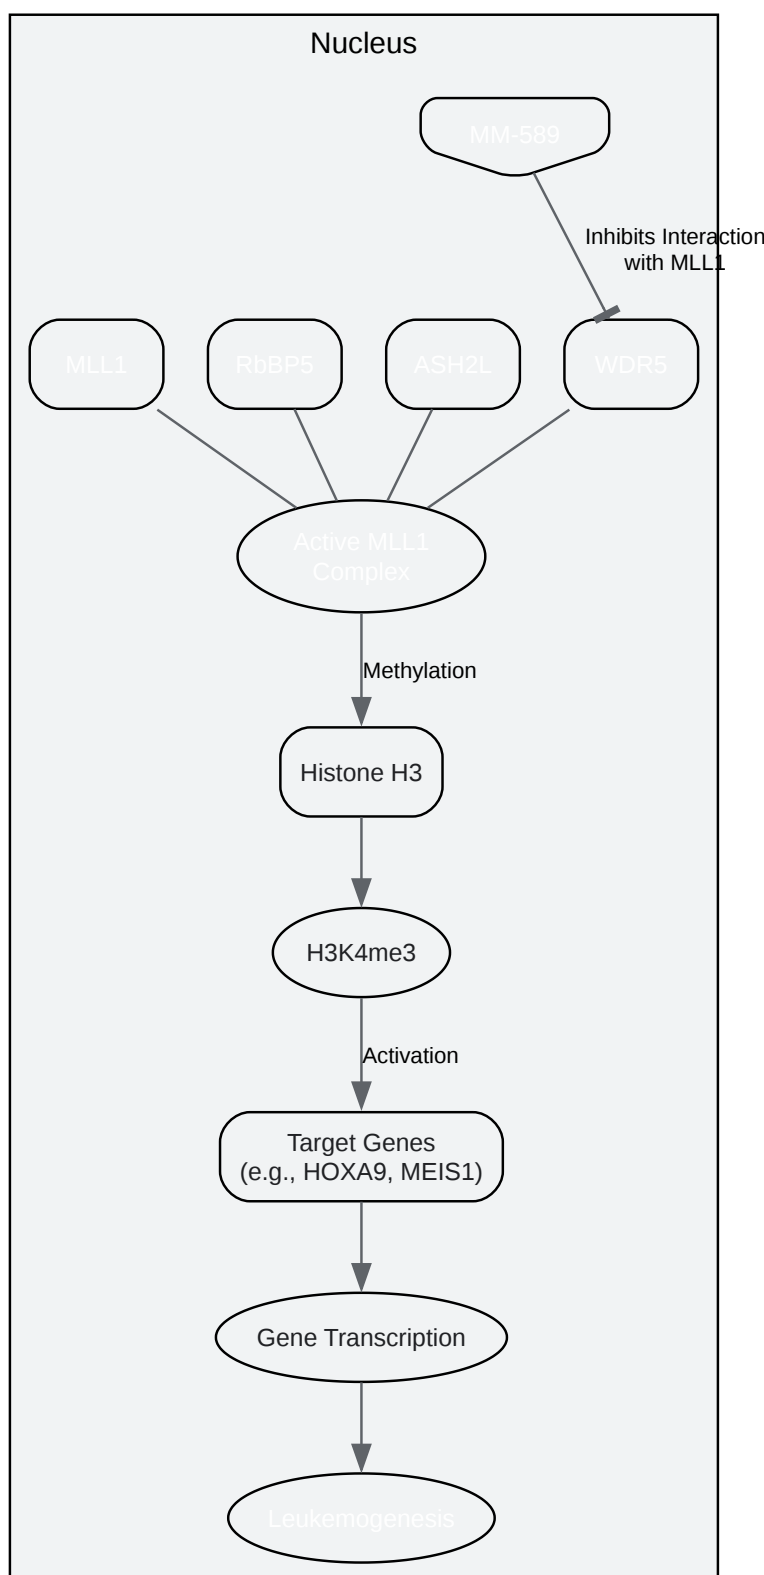 Nucleus
MM-589
Inhibits Interaction
with MLL1
MLL1
RbBP5
ASH2L
WDR5
Active MLL1
Complex
Methylation
Histone H3
H3K4me3
Activation
Target Genes
(e.g., HOXA9, MEIS1)
Gene Transcription
Leukemogenesis